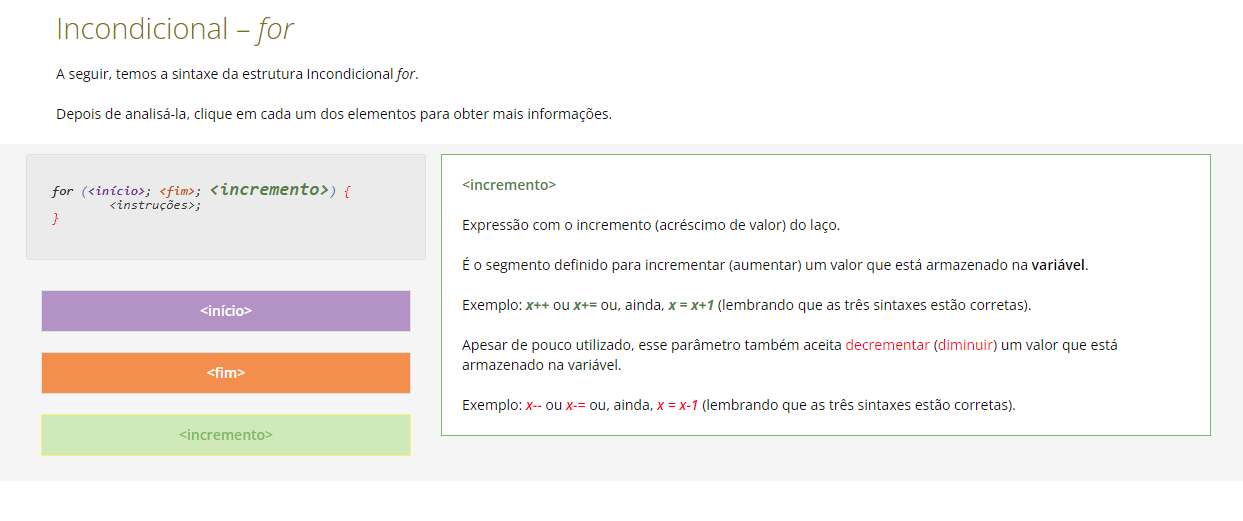 Incondicional – for
A seguir, temos a sintaxe da estrutura Incondicional for.
Depois de analisá-la, clique em cada um dos elementos para obter mais informações.
for (<início>; <fim>; <incremento>) {
<instruções>;
}
<início>
<fim>
<incremento>
<incremento>
Expressão com o incremento (acréscimo de valor) do laço.
É o segmento definido para incrementar (aumentar) um valor que está armazenado na variável.
Exemplo: x++ ou x+= ou, ainda, x = x+1 (lembrando que as três sintaxes estão corretas).
Apesar de pouco utilizado, esse parâmetro também aceita decrementar (diminuir) um valor que está
armazenado na variável.
Exemplo: x-- ou x-= ou, ainda, x = x-1 (lembrando que as três sintaxes estão corretas).